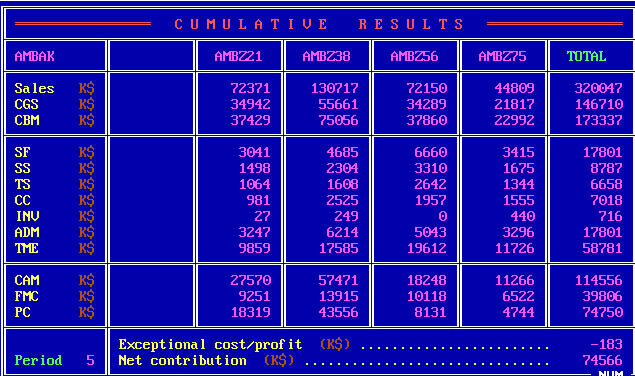 CUMULATIVE RESULTS
AMBAK AMBZ21 AMBZ38 AMBZ56 AMBZ75 TOTAL
Sales K$ 72371 130717 72150 44809 320047
CGS K$ 34942 55661 34289 21817 146710
CBM K$ 37429 75056 37860 22992 173337
SF K$ 3041 4685 6660 3415 17801
SS K$ 1498 2304 3310 1675 8787
TS K$ 1064 1608 2642 1344 6658
CC K$ 981 2525 1957 1555 7018
INV K$ 27 249 0 440 716
ADM K$ 3247 6214 5043 3296 17801
TME K$ 9859 17585 19612 11726 58781
CAM K$ 27570 57471 18248 11266 114556
FMC K$ 9251 13915 10118 6522 39806
PC K$ 18319 43556 8131 4744 74750
Exceptional cost/profit (K$) ........................ -183
Period 5 Net contribution (K$) ............................... 74566
NUM